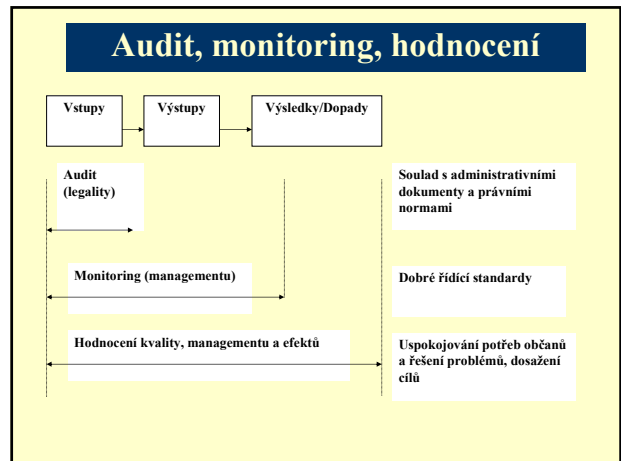 Audit, monitoring, hodnocení
Vstupy
Výstupy
Výsledky/Dopady
Audit
(legality)
Soulad s administrativními
dokumenty a právními
normami
Monitoring (managementu)
Dobré řídící standardy
Hodnocení kvality, managementu a efektů
Uspokojování potřeb občanů
a řešení problémů, dosažení
cílů